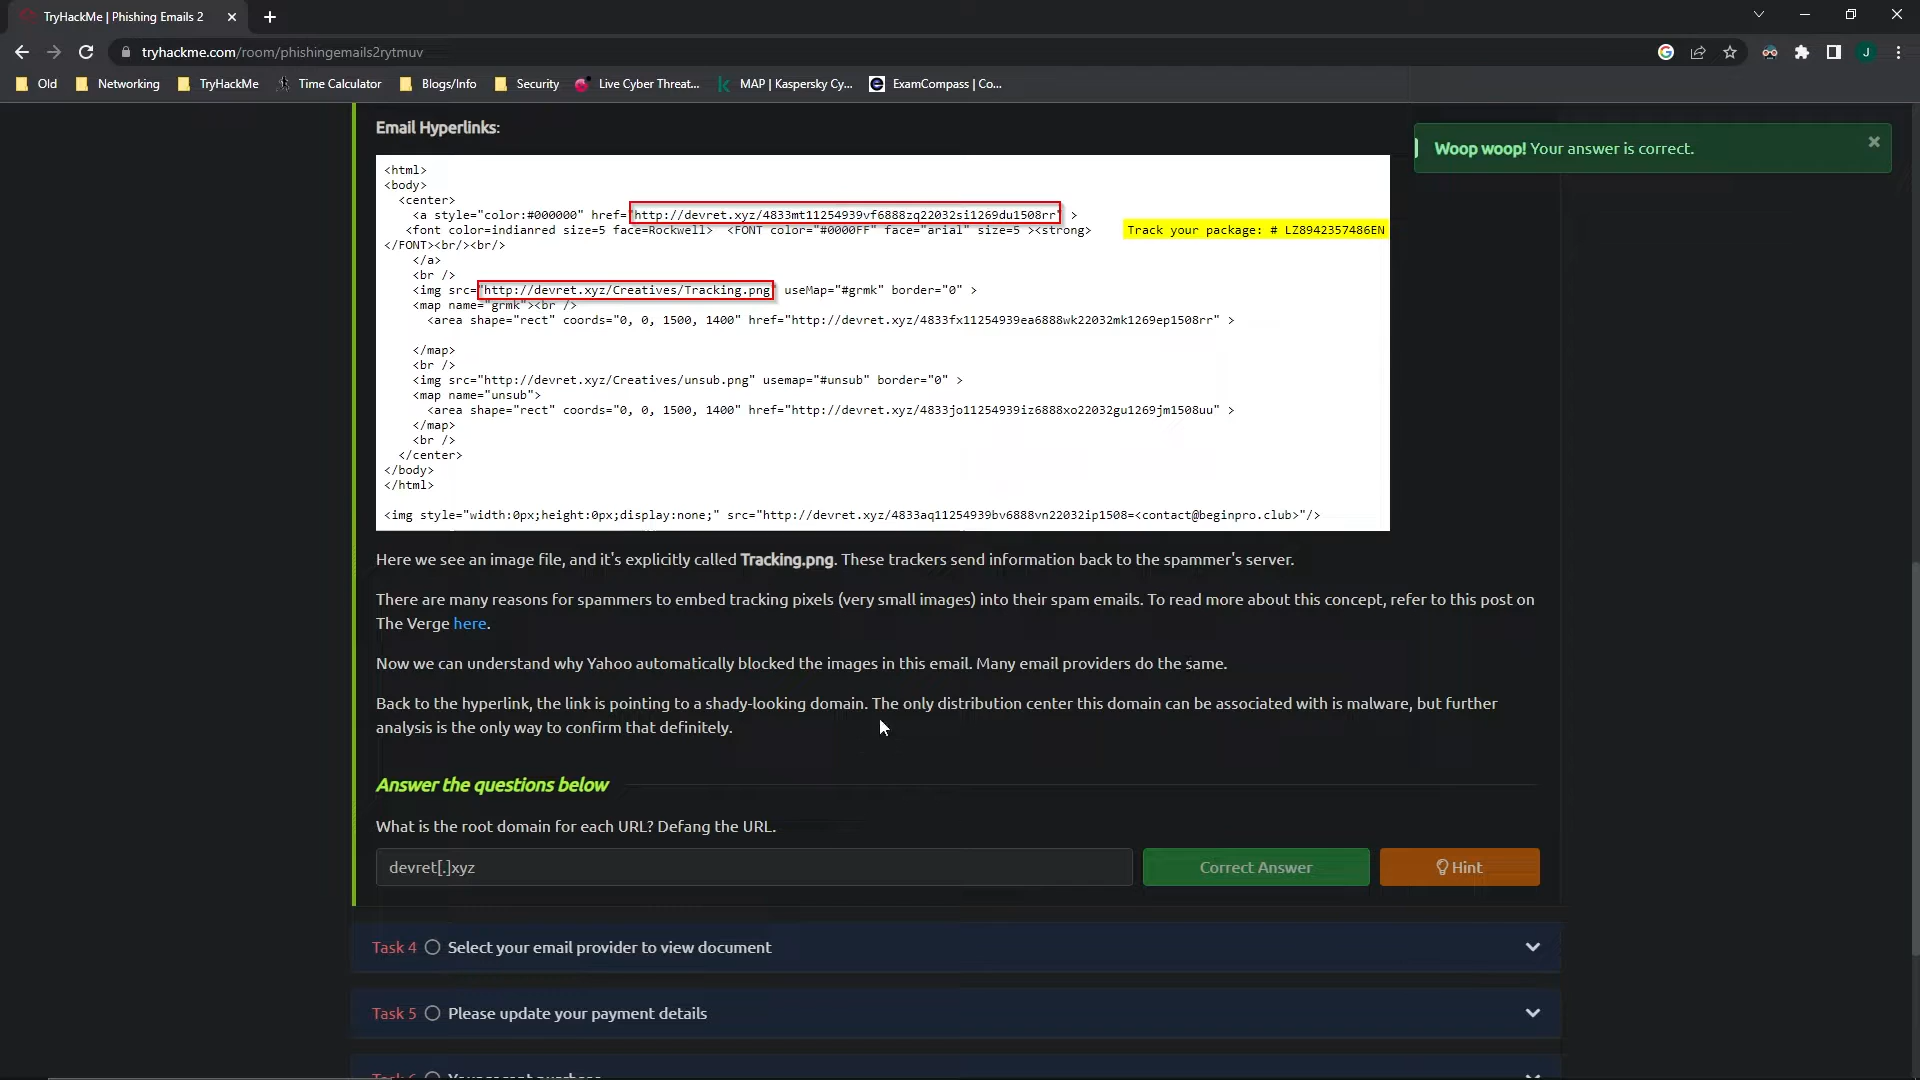 TryHackMe | Phishing Emails 2
tryhackme.com/room/phishingemails2rytmuv
J
Old
Networking
TryHackMe
Time Calculator
Blogs/Info
Security
Live Cyber Threat...
MAP | Kaspersky Cy...
ExamCompass | Co...
Email Hyperlinks:
Woop woop! Your answer is correct.
<html>
<body>
<center>
<a style="color:#000000" href="http://devret.xyz/4833mt11254939vf6888zq22032si1269du1508rr" >
<font color=indianred size=5 face=Rockwell> <FONT color="#0000FF" face="arial" size=5 ><strong> Track your package: # LZ8942357486EN
</FONT><br/><br/>
</a>
<br />
<img src="http://devret.xyz/Creatives/Tracking.png" useMap="#grmk" border="0" >
<map name="grmk"><br />
<area shape="rect" coords="0, 0, 1500, 1400" href="http://devret.xyz/4833fx11254939ea6888wk22032mk1269ep1508rr" >
</map>
<br />
<img src="http://devret.xyz/Creatives/unsub.png" usemap="#unsub" border="0" >
<map name="unsub">
<area shape="rect" coords="0, 0, 1500, 1400" href="http://devret.xyz/4833jo11254939iz6888xo22032gu1269jm1508uu" >
</map>
<br />
</center>
</body>
</html>
<img style="width:0px;height:0px;display:none;" src="http://devret.xyz/4833aq11254939bv6888vn22032ip1508=<contact@beginpro.club>"/>
Here we see an image file, and it's explicitly called Tracking.png. These trackers send information back to the spammer's server.
There are many reasons for spammers to embed tracking pixels (very small images) into their spam emails. To read more about this concept, refer to this post on
The Verge here.
Now we can understand why Yahoo automatically blocked the images in this email. Many email providers do the same.
Back to the hyperlink, the link is pointing to a shady-looking domain. The only distribution center this domain can be associated with is malware, but further
analysis is the only way to confirm that definitely.
Answer the questions below
What is the root domain for each URL? Defang the URL.
devret[.]xyz
Correct Answer
Hint
Task 4 Select your email provider to view document
Task 5 Please update your payment details